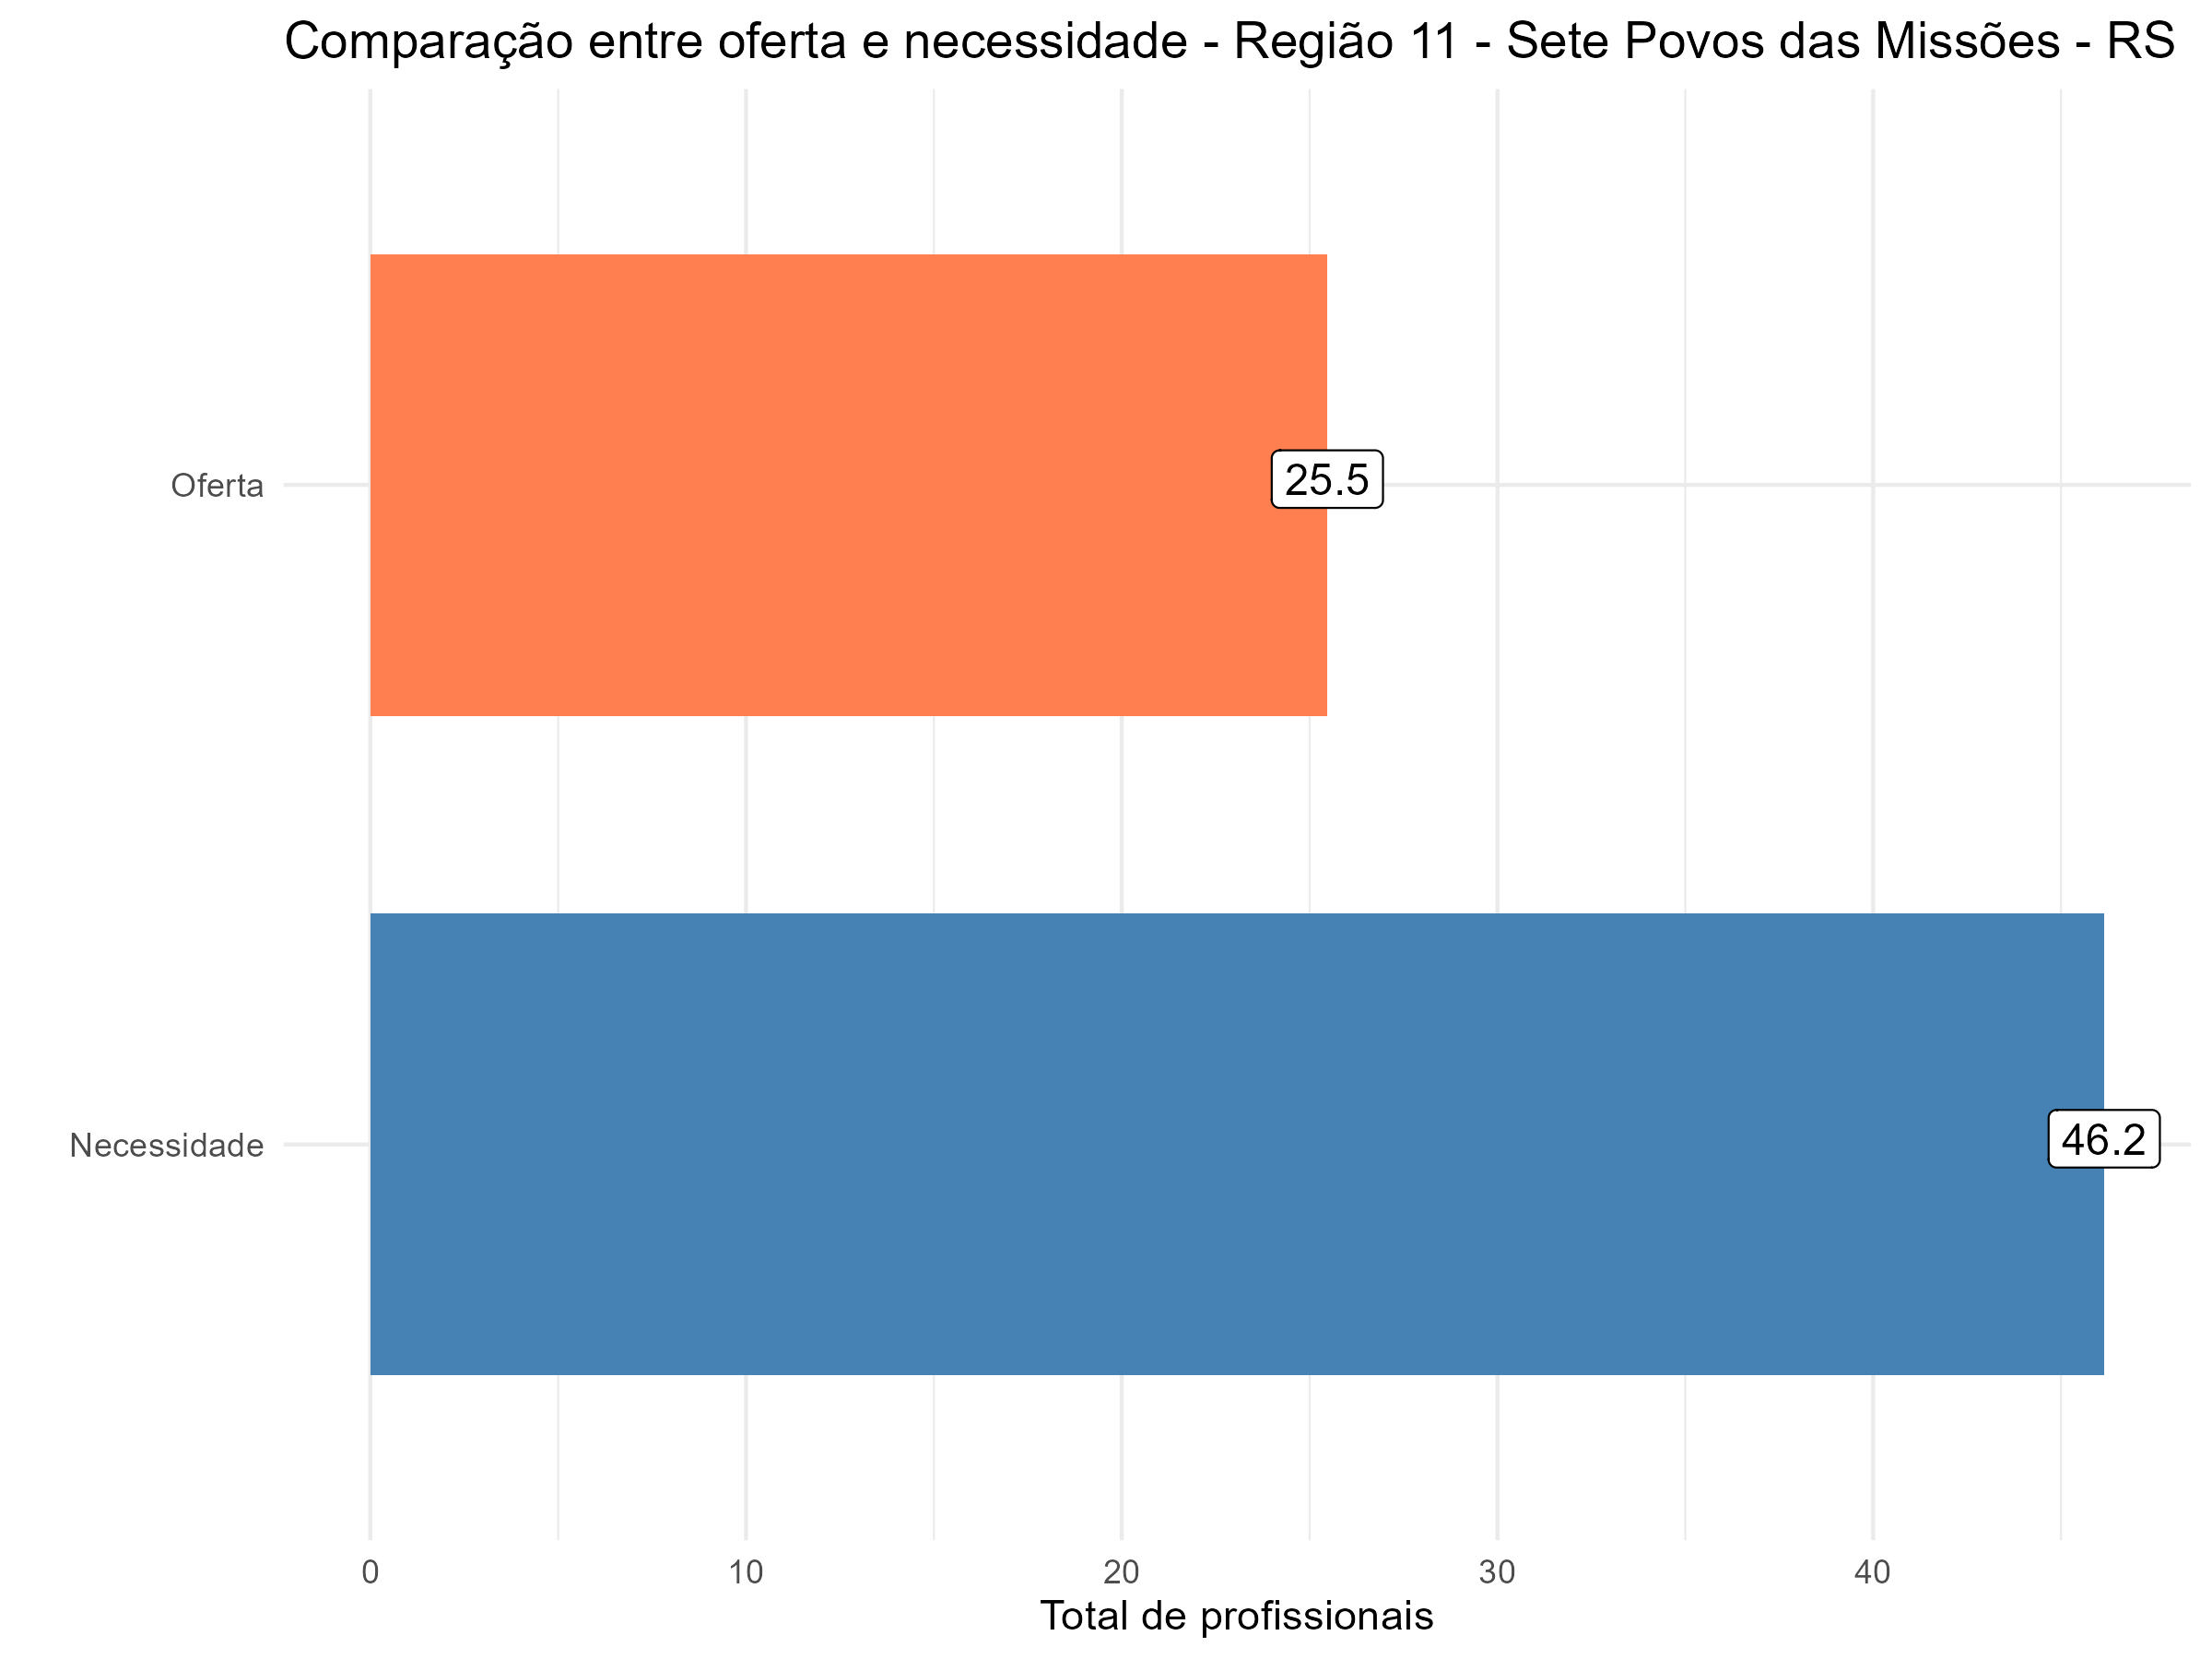 Comparação entre oferta e necessidade - Região 11 - Sete Povos das Missões - RS
Oferta
25.5
Necessidade
46.2
0 10 20 30 40
Total de profissionais